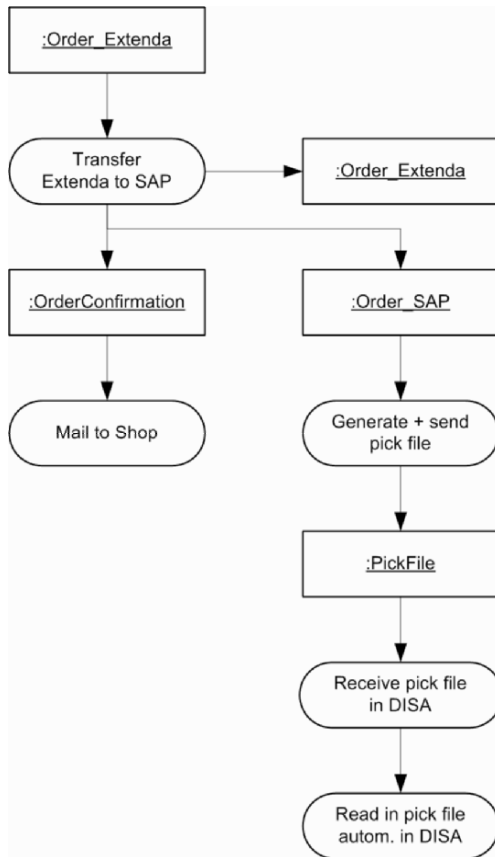 :Order_Extenda
Transfer
Extenda to SAP
:Order_Extenda
:OrderConfirmation
:Order_SAP
Mail to Shop
Generate + send
pick file
:PickFile
Receive pick file
in DISA
Read in pick file
autom. in DISA